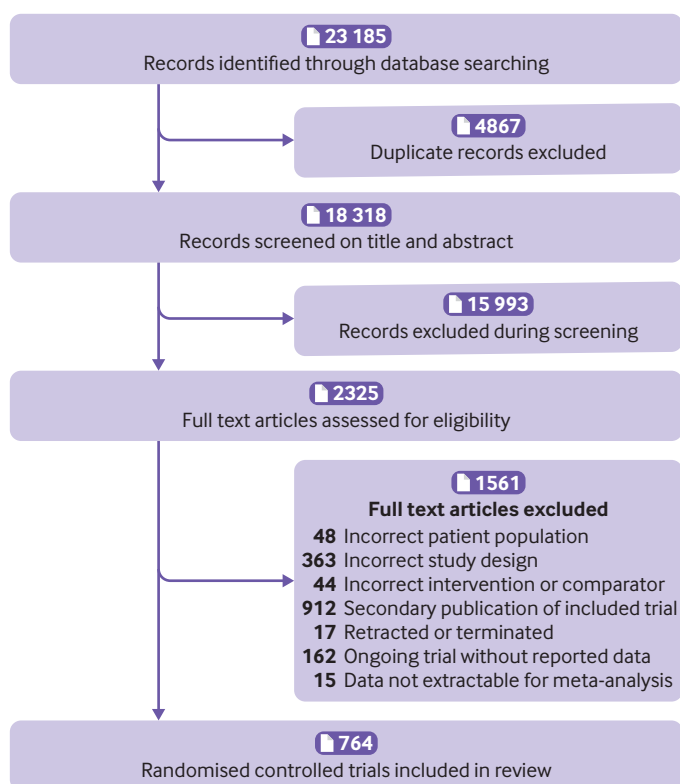 23 185
Records identified through database searching
4867
Duplicate records excluded
18 318
Records screened on title and abstract
15 993
Records excluded during screening
2325
Full text articles assessed for eligibility
1561
Full text articles excluded
48 Incorrect patient population
363 Incorrect study design
44 Incorrect intervention or comparator
912 Secondary publication of included trial
17 Retracted or terminated
162 Ongoing trial without reported data
15 Data not extractable for meta-analysis
764
Randomised controlled trials included in review